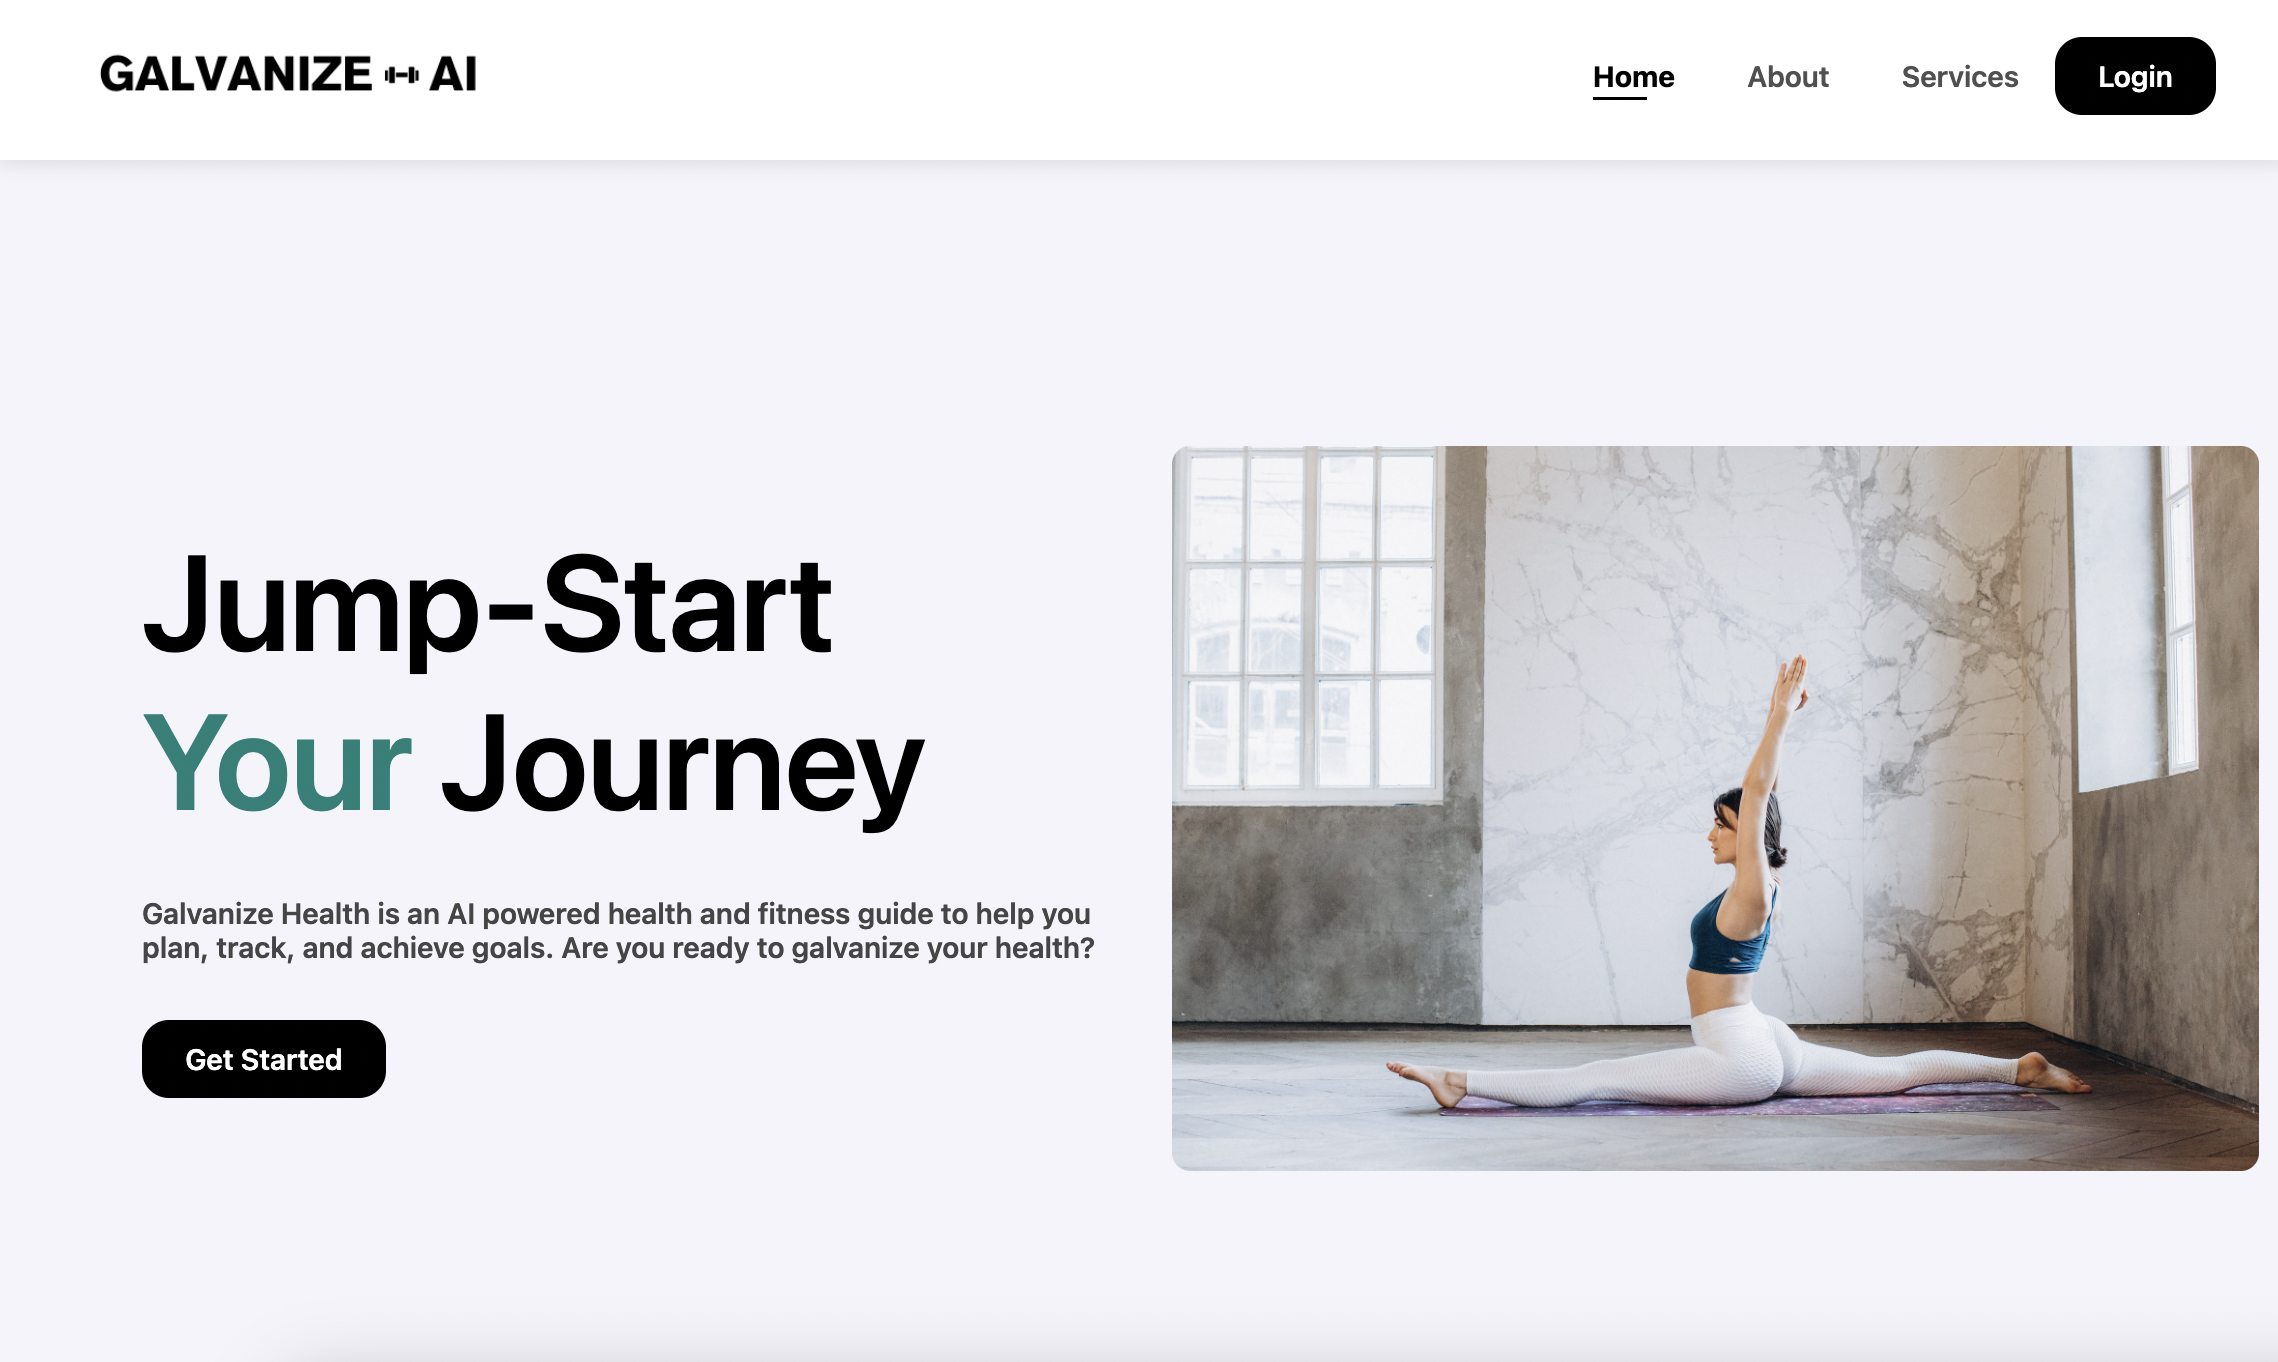 GALVANIZE AI
Home
About
Services
Login
Jump-Start
Your Journey
Galvanize Health is an AI powered health and fitness guide to help you
plan, track, and achieve goals. Are you ready to galvanize your health?
Get Started